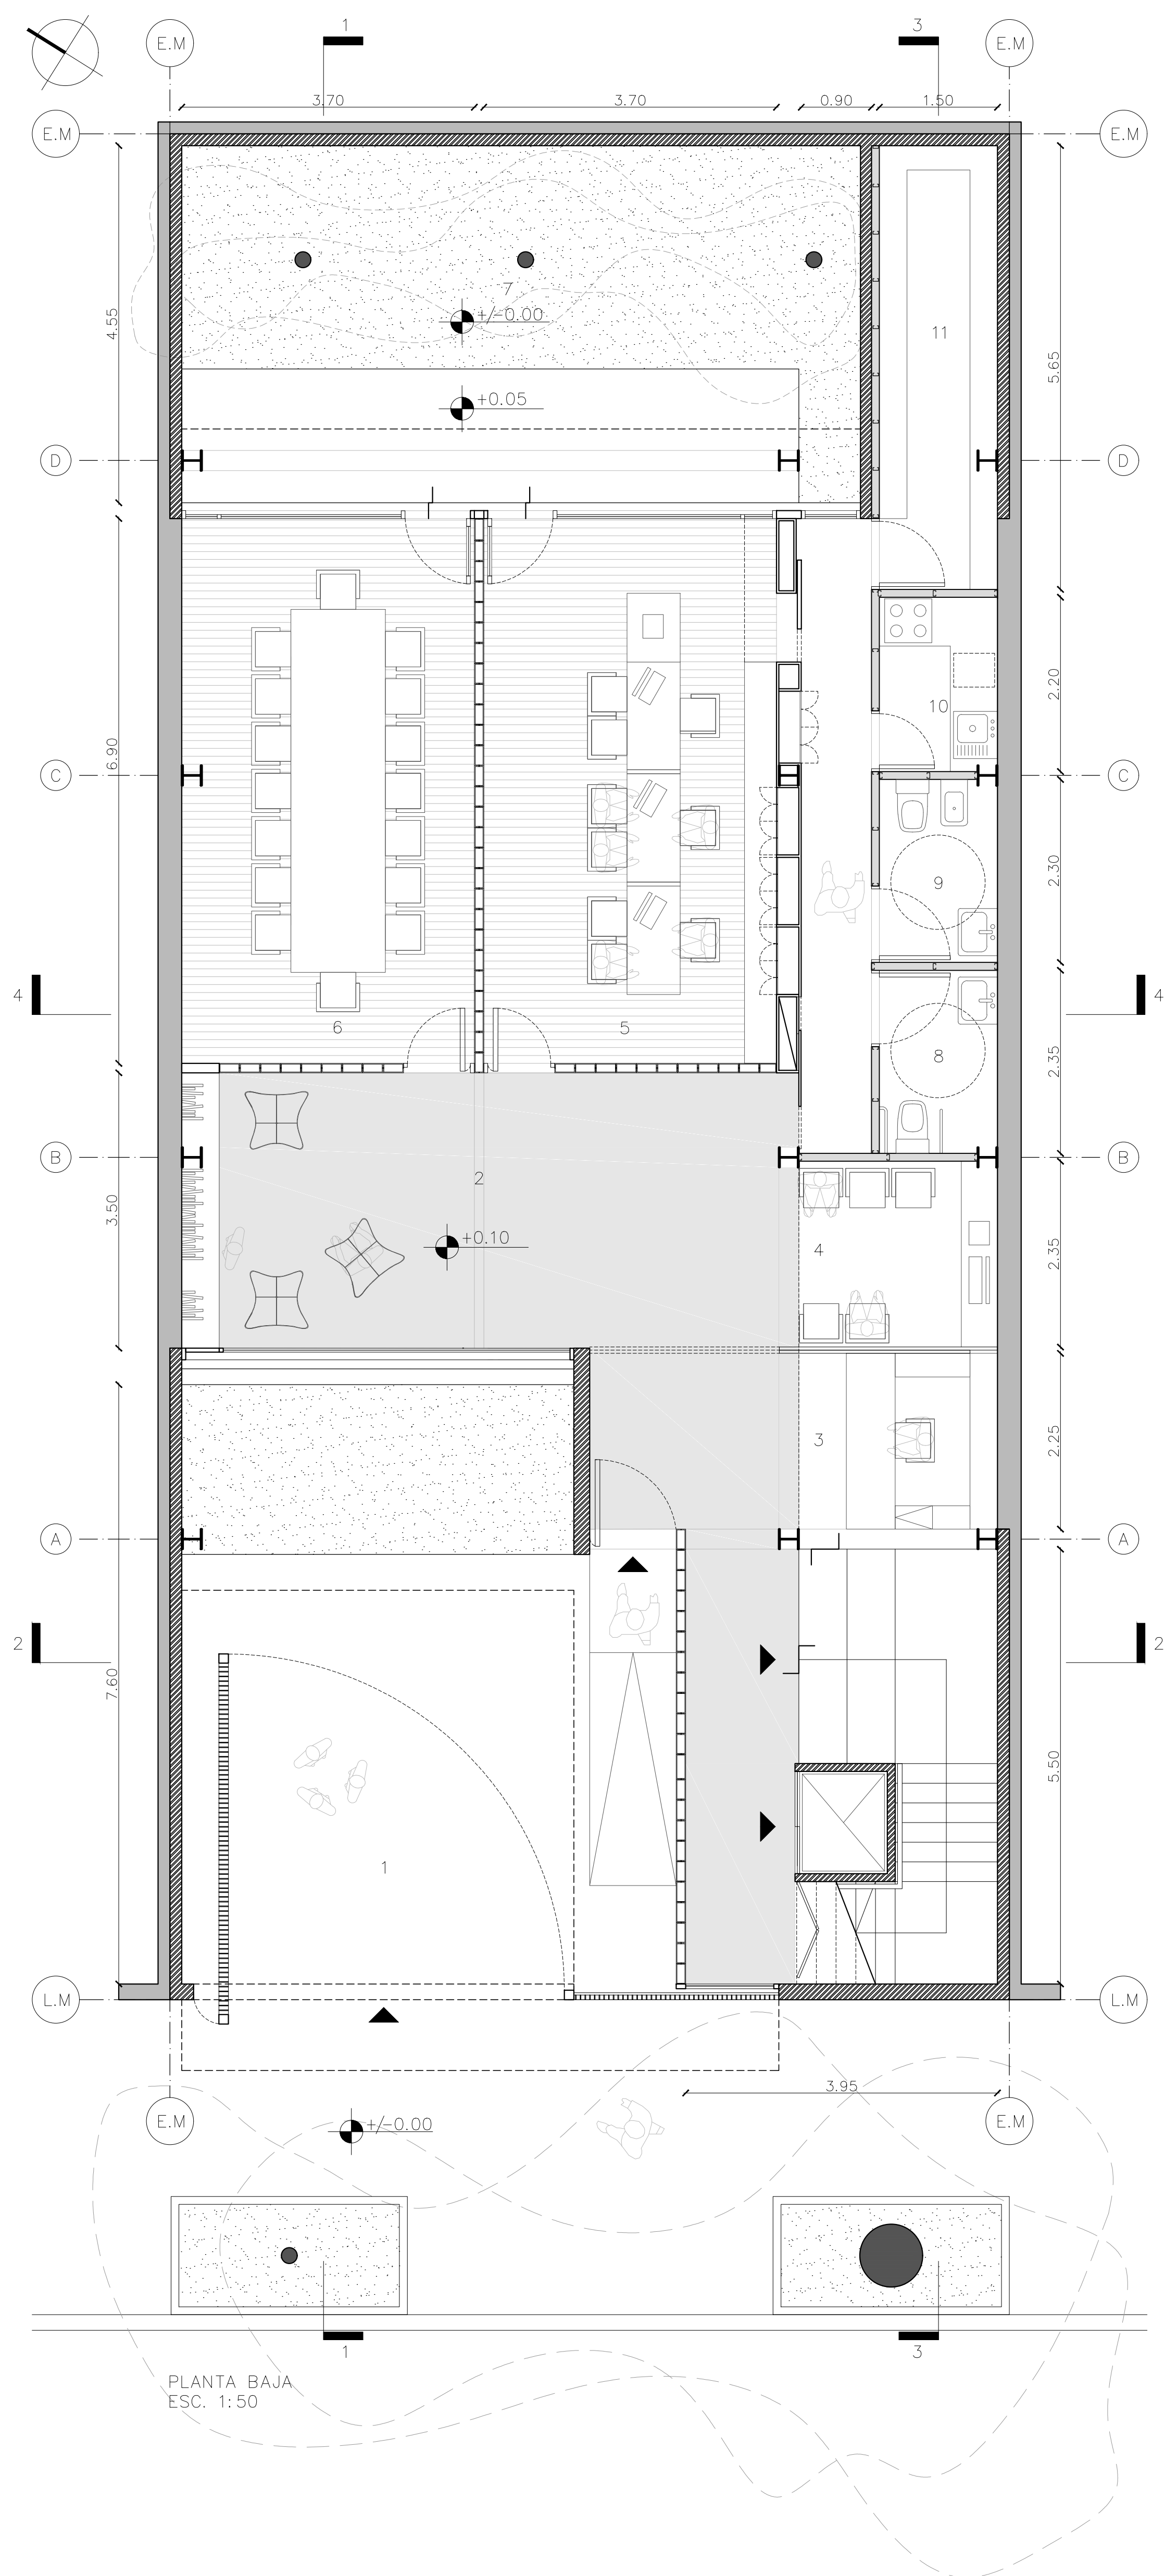 1
3
E.M
E.M
3.70
3.70
0.90
1.50
E.M
E.M
4.55
7
+/-0.00
11
5.65
+0.05
D
D
2.20
10
6.90
C
C
9
2.30
4
4
6
5
8
2.35
B
B
2
3.50
+0.10
4
2.35
3
2.25
A
A
2
2
7.60
5.50
1
L.M
L.M
3.95
E.M
E.M
+/-0.00
1
3
PLANTA BAJA
ESC. 1:50